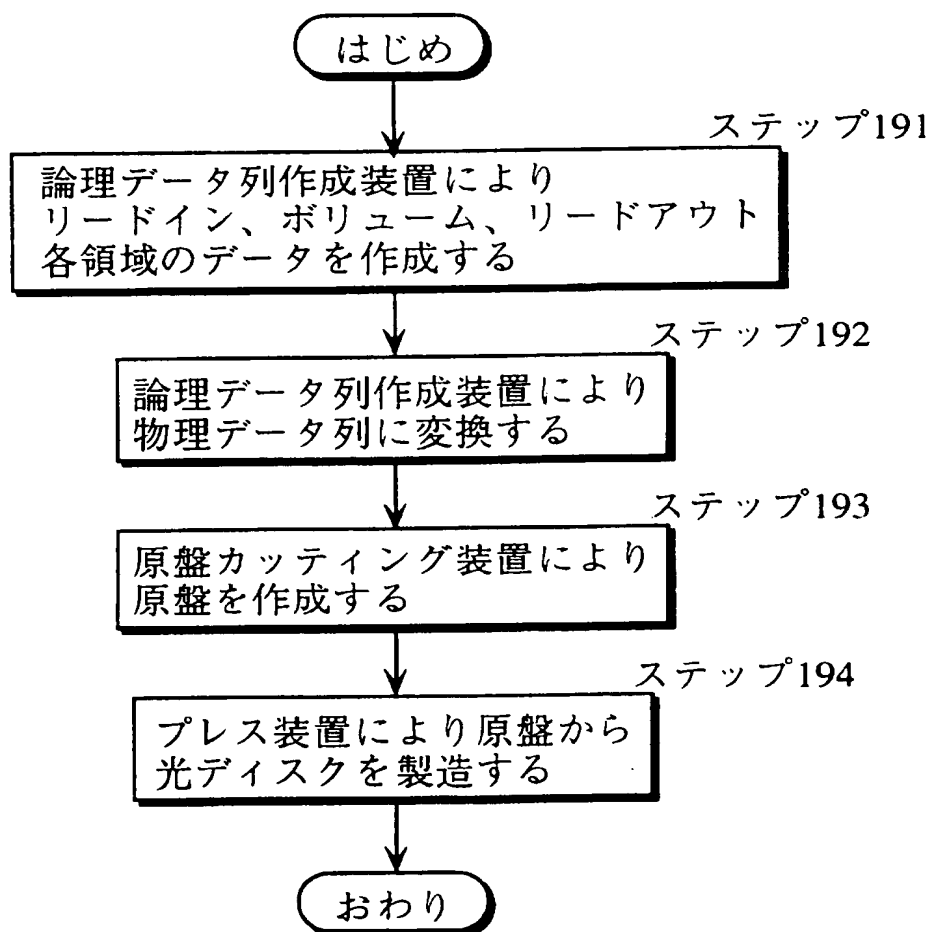 はじめ
ステップ191
論理データ列作成装置により
リードイン、ボリューム、リードアウト
各領域のデータを作成する
ステップ192
論理データ列作成装置により
物理データ列に変換する
ステップ193
原盤カッティング装置により
原盤を作成する
ステップ194
プレス装置により原盤から
光ディスクを製造する
おわり